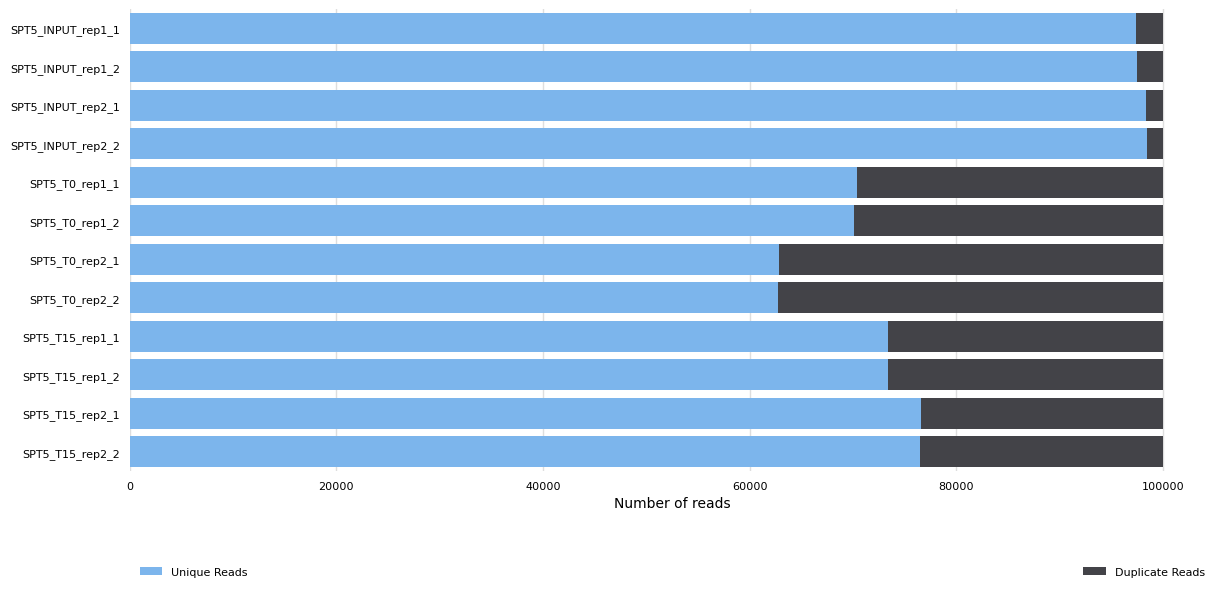 SPT5_INPUT_rep1_1
SPT5_INPUT_rep1_2
SPT5_INPUT_rep2_1
SPT5_INPUT_rep2_2
SPT5_T0_rep1_1
SPT5_T0_rep1_2
SPT5_T0_rep2_1
SPT5_T0_rep2_2
SPT5_T15_rep1_1
SPT5_T15_rep1_2
SPT5_T15_rep2_1
SPT5_T15_rep2_2
0 20000 40000 60000 80000 100000
Number of reads
Unique Reads Duplicate Reads